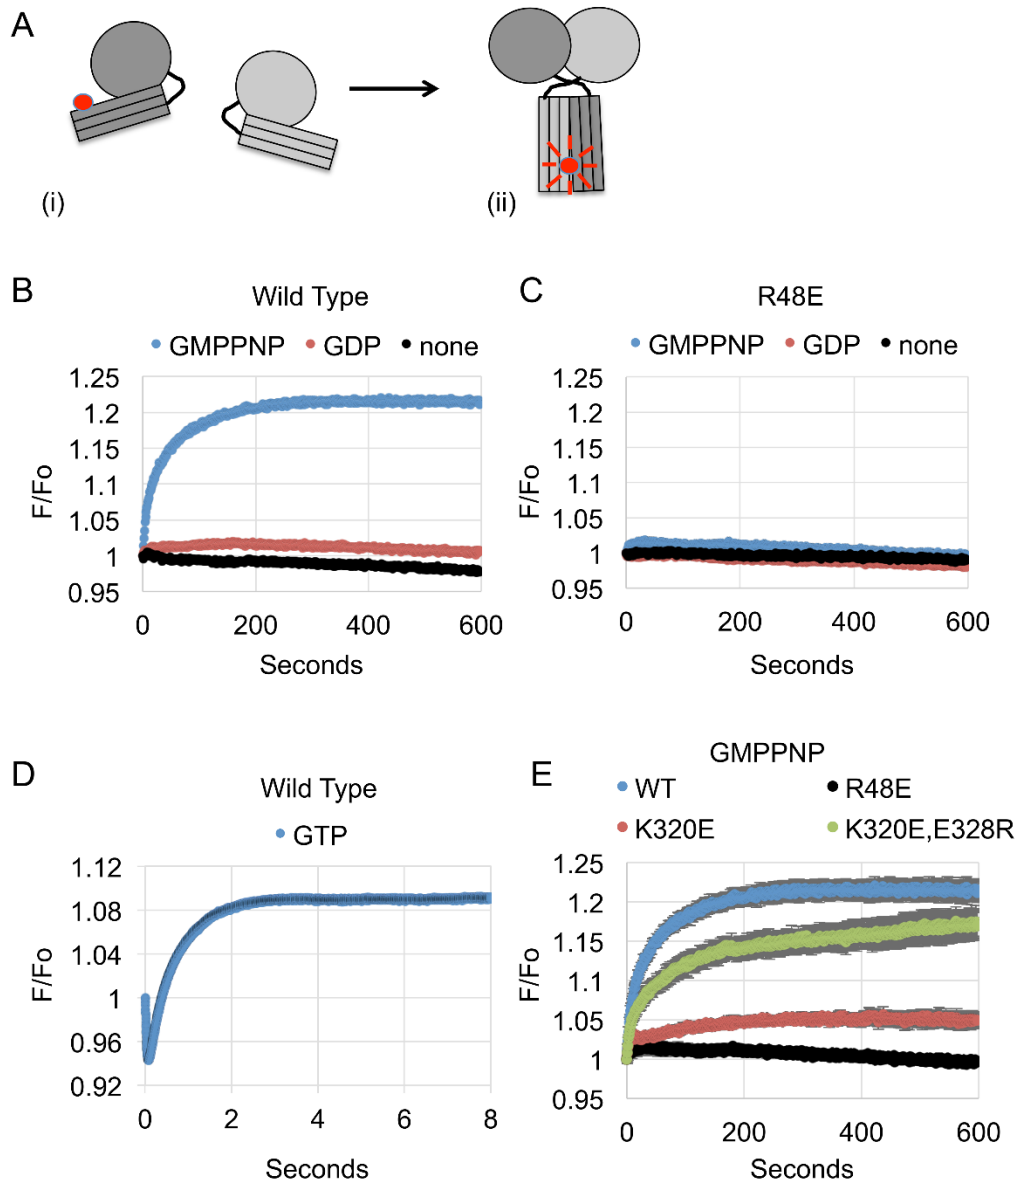 A
(i)
(ii)
B
Wild Type
GMPPNP GDP none
1.25
1.2
1.15
1.1
1.05
1
0.95
F/Fo
0 200 400 600
Seconds
C
R48E
GMPPNP GDP none
1.25
1.2
1.15
1.1
1.05
1
0.95
F/Fo
0 200 400 600
Seconds
D
Wild Type
GTP
1.12
1.08
1.04
1
0.96
0.92
F/Fo
0 2 4 6 8
Seconds
E
GMPPNP
WT R48E
K320E K320E,E328R
1.25
1.2
1.15
1.1
1.05
1
0.95
F/Fo
0 200 400 600
Seconds